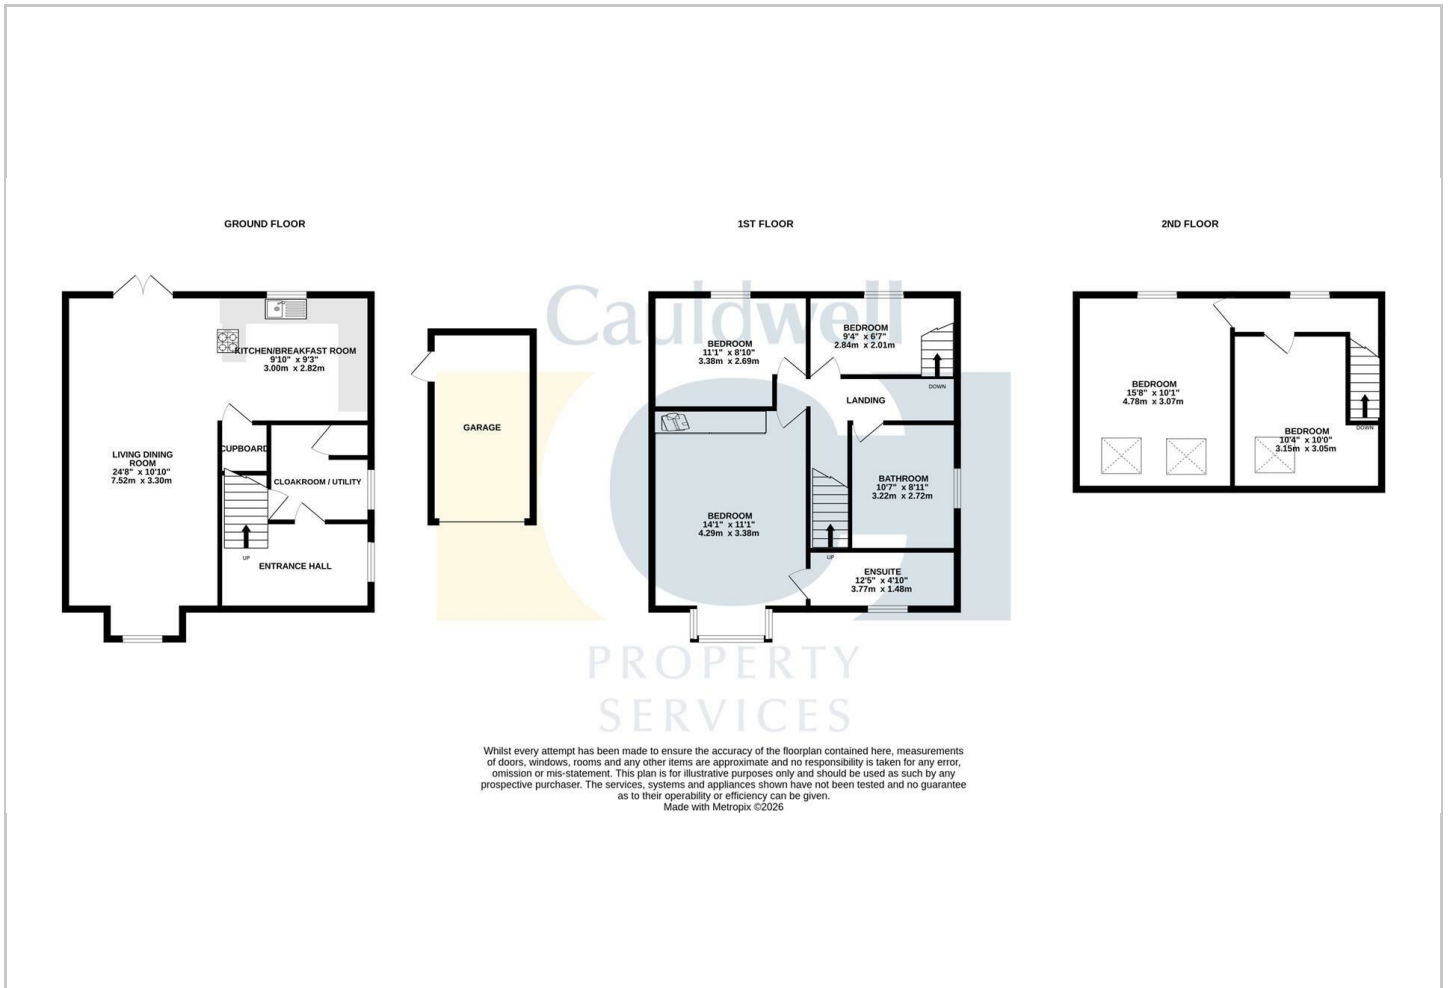 GROUND FLOOR
KITCHEN/BREAKFAST ROOM
9'10" x 9'3"
3.00m x 2.82m
LIVING DINING
ROOM
24'8" x 10'10"
7.52m x 3.30m
CUPBOARD
CLOAKROOM / UTILITY
UP
ENTRANCE HALL
GARAGE
1ST FLOOR
Cauldwell
BEDROOM
11'1" x 8'10"
3.38m x 2.69m
BEDROOM
9'4" x 6'7"
2.84m x 2.01m
DOWN
LANDING
BATHROOM
10'7" x 8'11"
3.22m x 2.72m
BEDROOM
14'1" x 11'1"
4.29m x 3.38m
UP
ENSUITE
12'5" x 4'10"
3.77m x 1.48m
PROPERTY
SERVICES
2ND FLOOR
BEDROOM
15'8" x 10'1"
4.78m x 3.07m
BEDROOM
10'4" x 10'0"
3.15m x 3.05m
DOWN
Whilst every attempt has been made to ensure the accuracy of the floorplan contained here, measurements
of doors, windows, rooms and any other items are approximate and no responsibility is taken for any error,
omission or mis-statement. This plan is for illustrative purposes only and should be used as such by any
prospective purchaser. The services, systems and appliances shown have not been tested and no guarantee
as to their operability or efficiency can be given.
Made with Metropix ©2026